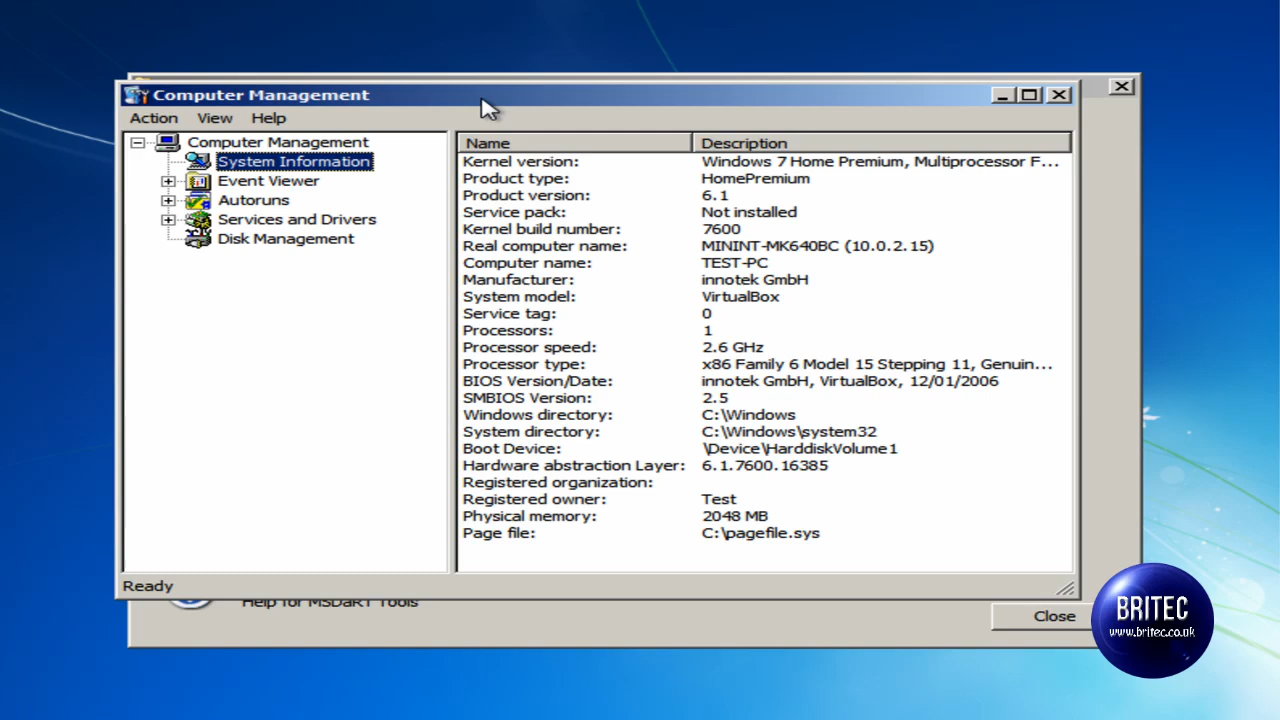 Computer Management
Action View Help
Computer Management
System Information
Event Viewer
Autoruns
Services and Drivers
Disk Management
Name Description
Kernel version: Windows 7 Home Premium, Multiprocessor F...
Product type: HomePremium
Product version: 6.1
Service pack: Not installed
Kernel build number: 7600
Real computer name: MININT-MK640BC (10.0.2.15)
Computer name: TEST-PC
Manufacturer: innotek GmbH
System model: VirtualBox
Service tag: 0
Processors: 1
Processor speed: 2.6 GHz
Processor type: x86 Family 6 Model 15 Stepping 11, Genuin...
BIOS Version/Date: innotek GmbH, VirtualBox, 12/01/2006
SMBIOS Version: 2.5
Windows directory: C:\Windows
System directory: C:\Windows\system32
Boot Device: \Device\HarddiskVolume1
Hardware abstraction Layer: 6.1.7600.16385
Registered organization:
Registered owner: Test
Physical memory: 2048 MB
Page file: C:\pagefile.sys
Ready
Help for MSDaRT Tools
Close
BRITEC
www.britec.co.uk